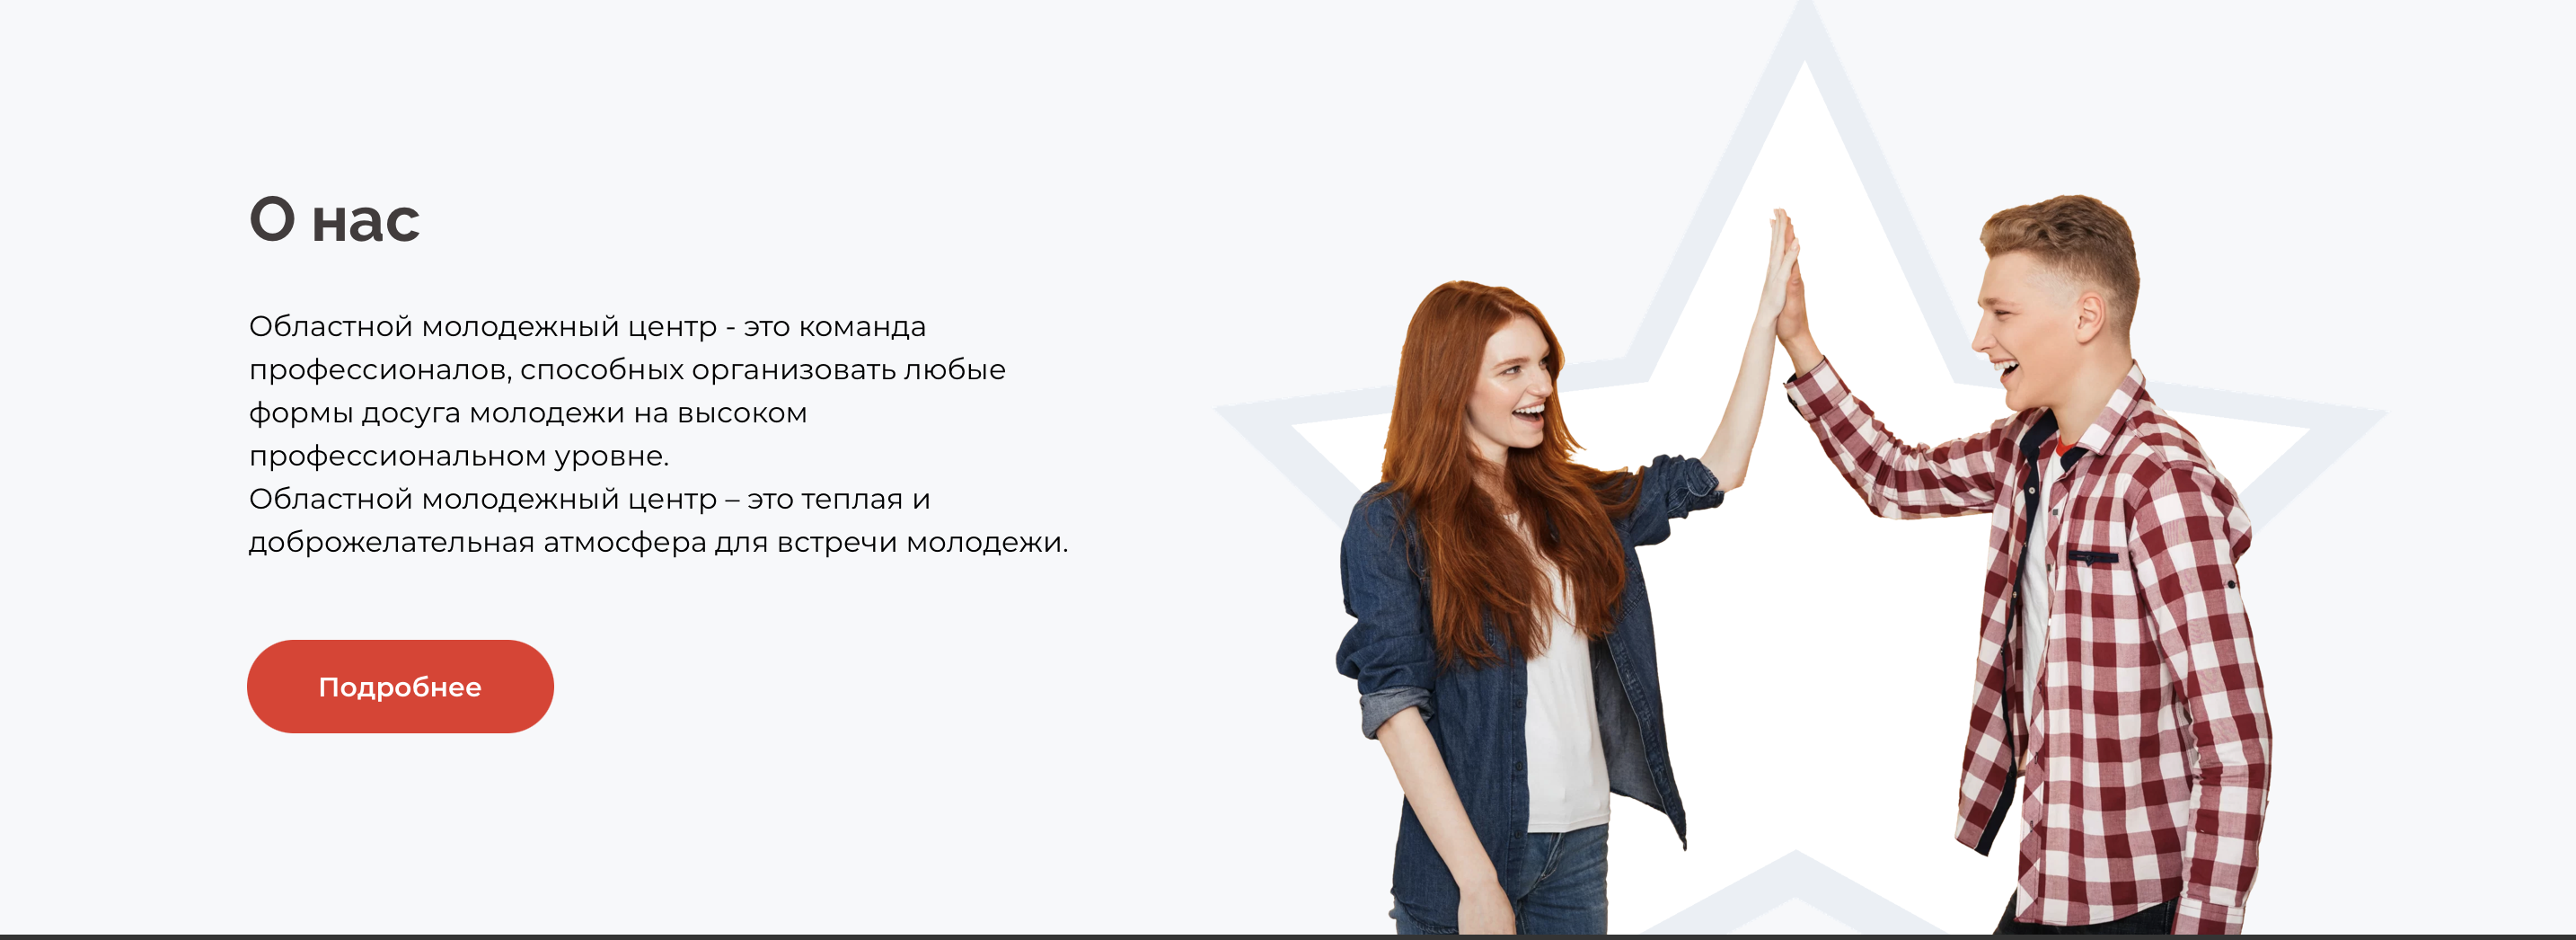 О нас
Областной молодежный центр - это команда
профессионалов, способных организовать любые
формы досуга молодежи на высоком
профессиональном уровне.
Областной молодежный центр – это теплая и
доброжелательная атмосфера для встречи молодежи.
Подробнее